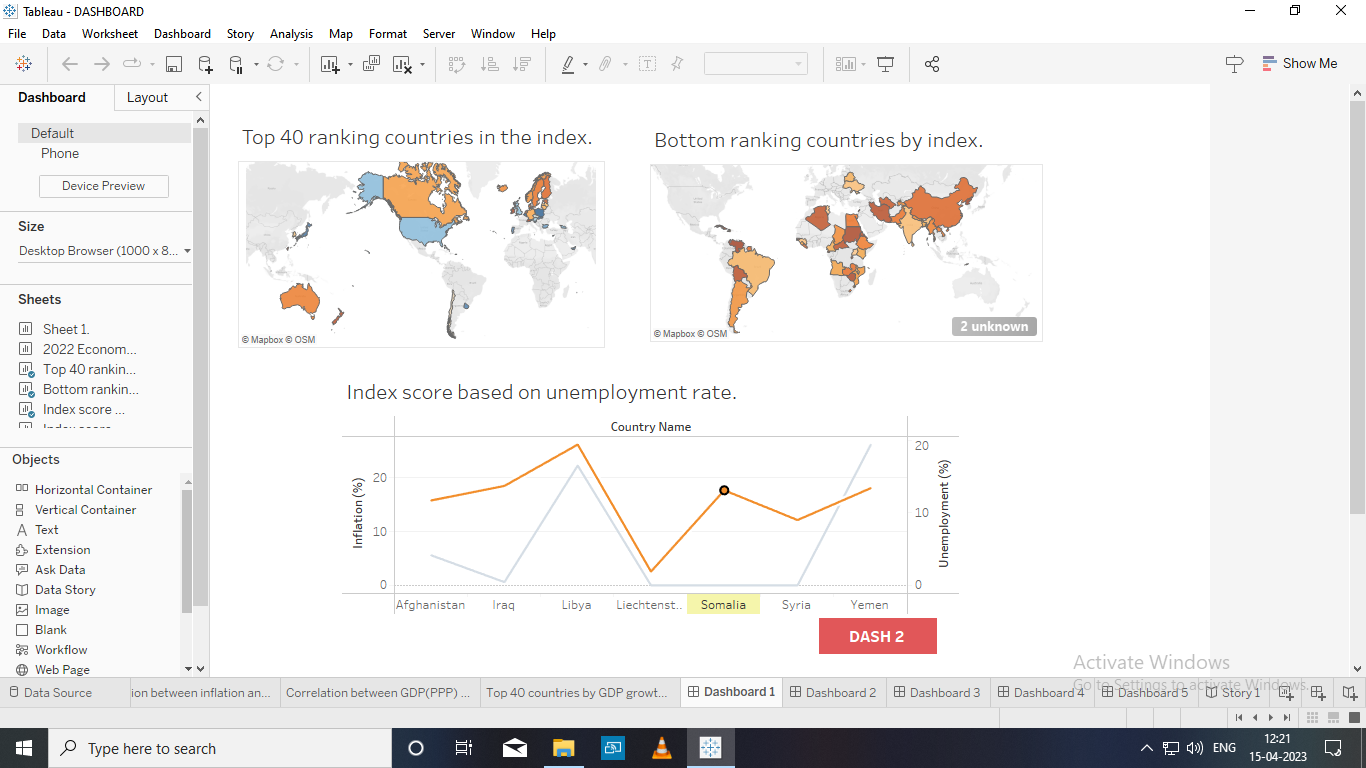 Tableau - DASHBOARD
File Data Worksheet Dashboard Story Analysis Map Format Server Window Help
Show Me
Dashboard Layout
Default
Phone
Device Preview
Size
Desktop Browser (1000 x 8...
Sheets
Sheet 1.
2022 Econom...
Top 40 rankin...
Bottom rankin...
Index score ...
Objects
Horizontal Container
Vertical Container
Text
Extension
Ask Data
Data Story
Image
Blank
Workflow
Web Page
Top 40 ranking countries in the index.
© Mapbox © OSM
Bottom ranking countries by index.
© Mapbox © OSM
2 unknown
Index score based on unemployment rate.
Country Name
Inflation (%)
20
10
0
20
10
0
Unemployment (%)
Afghanistan Iraq Libya Liechtenst.. Somalia Syria Yemen
DASH 2
Activate Windows
Go to Settings to activate Windows.
Data Source ion between inflation an... Correlation between GDP(PPP) ... Top 40 countries by GDP growt... Dashboard 1 Dashboard 2 Dashboard 3 Dashboard 4 Dashboard 5 Story 1
Type here to search
ENG
12:21
15-04-2023